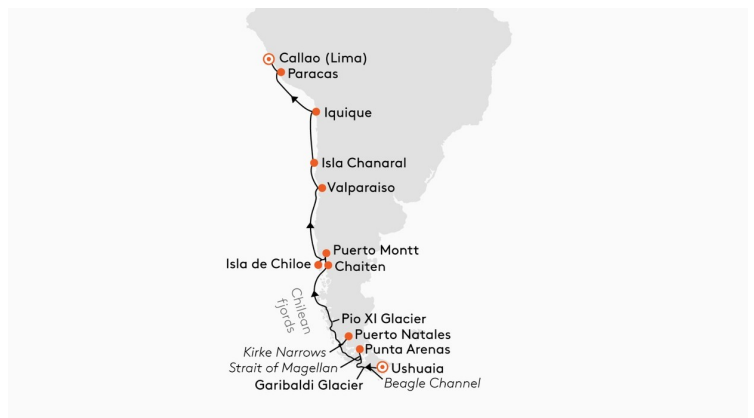 Callao (Lima)
Paracas
Iquique
Isla Chanaral
Valparaiso
Puerto Montt
Isla de Chiloe
Chaiten
Chilean
fjords
Pio XI Glacier
Puerto Natales
Kirke Narrows
Punta Arenas
Strait of Magellan
Ushuaia
Garibaldi Glacier
Beagle Channel